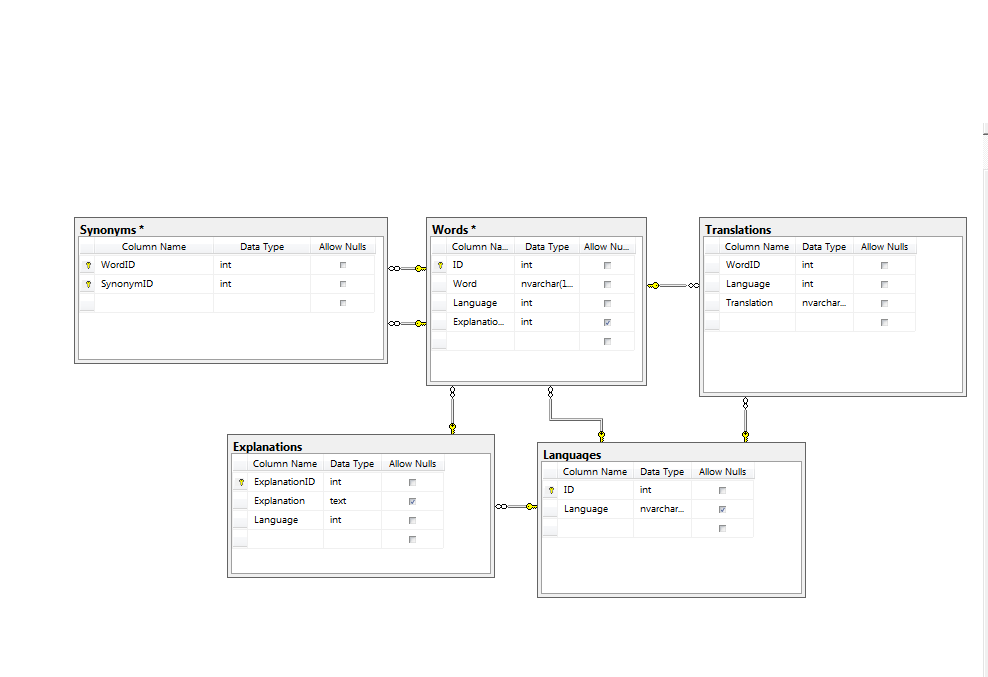 Synonyms *
Column Name Data Type Allow Nulls
WordID int
SynonymID int
Words *
Column Na... Data Type Allow Nu...
ID int
Word nvarchar(1...
Language int
Explanatio... int
Translations
Column Name Data Type Allow Nulls
WordID int
Language int
Translation nvarchar...
Explanations
Column Name Data Type Allow Nulls
ExplanationID int
Explanation text
Language int
Languages
Column Name Data Type Allow Nulls
ID int
Language nvarchar...